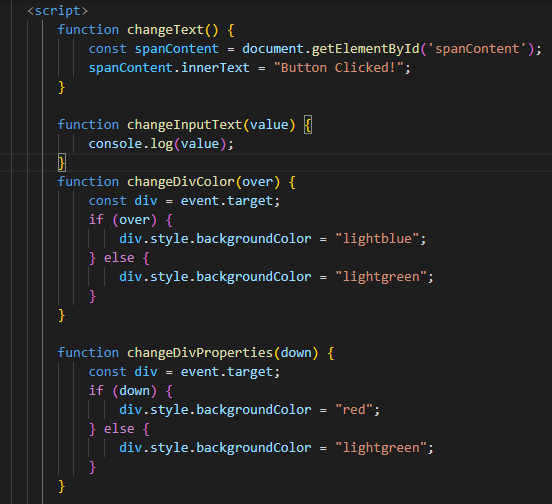 <script>
function changeText() {
const spanContent = document.getElementById('spanContent');
spanContent.innerText = "Button Clicked!";
}
function changeInputText(value) {
console.log(value);
}
function changeDivColor(over) {
const div = event.target;
if (over) {
div.style.backgroundColor = "lightblue";
} else {
div.style.backgroundColor = "lightgreen";
}
}
function changeDivProperties(down) {
const div = event.target;
if (down) {
div.style.backgroundColor = "red";
} else {
div.style.backgroundColor = "lightgreen";
}
}